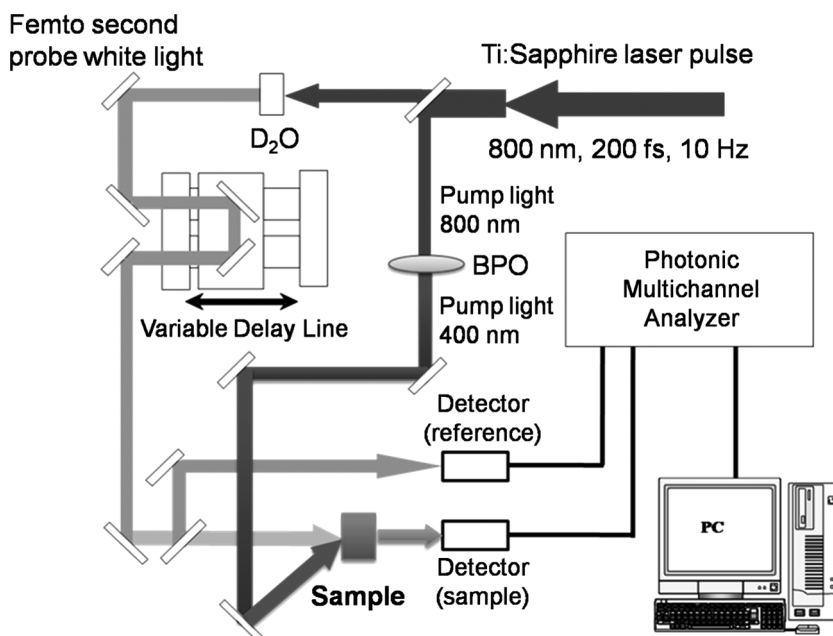 Femto second
probe white light
Ti:Sapphire laser pulse
D₂O
800 nm, 200 fs, 10 Hz
Pump light
800 nm
BPO
Pump light
400 nm
Photonic
Multichannel
Analyzer
Variable Delay Line
Detector
(reference)
PC
Sample
Detector
(sample)